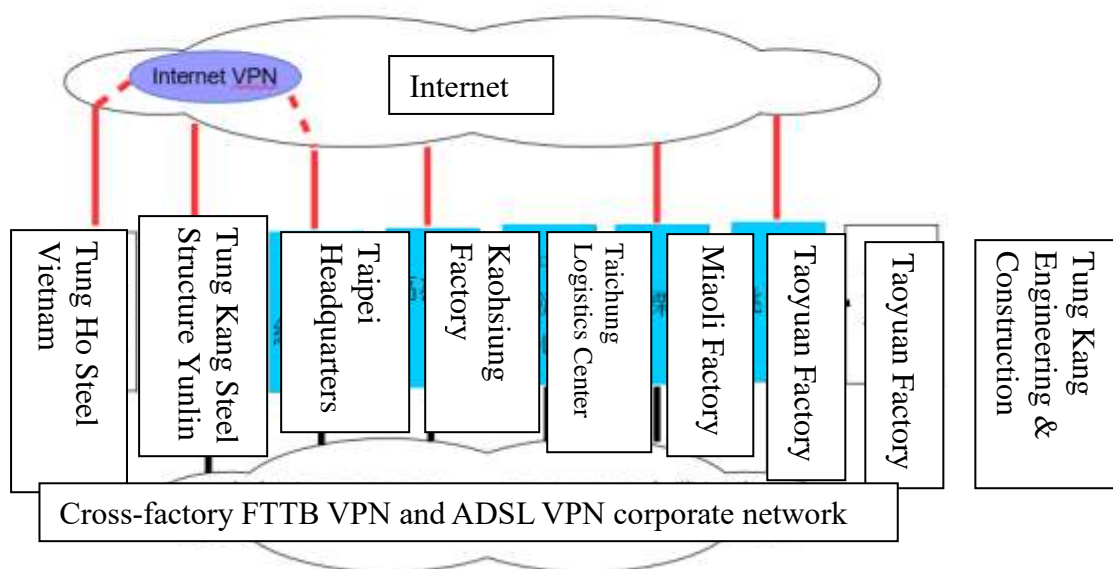 Internet VPN
Internet
Tung Ho Steel
Vietnam
Tung Kang Steel
Structure Yunlin
Taipei
Headquarters
Kaohsiung
Factory
Taichung
Logistics Center
Miaoli Factory
Taoyuan Factory
Taoyuan Factory
Tung Kang
Engineering &
Construction
Cross-factory FTTB VPN and ADSL VPN corporate network